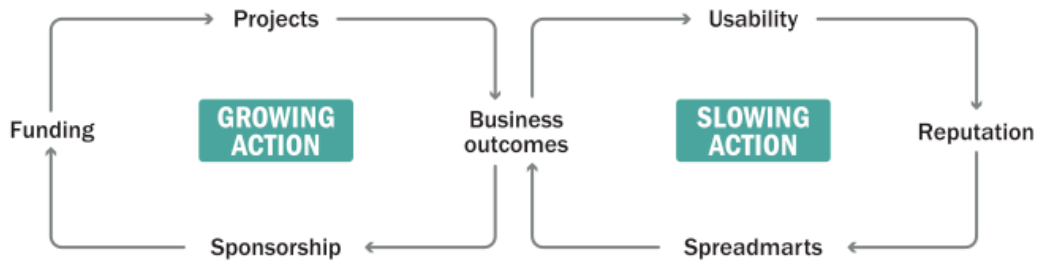 Projects
Usability
Funding
GROWING
ACTION
Business
outcomes
SLOWING
ACTION
Reputation
Sponsorship
Spreadmarts